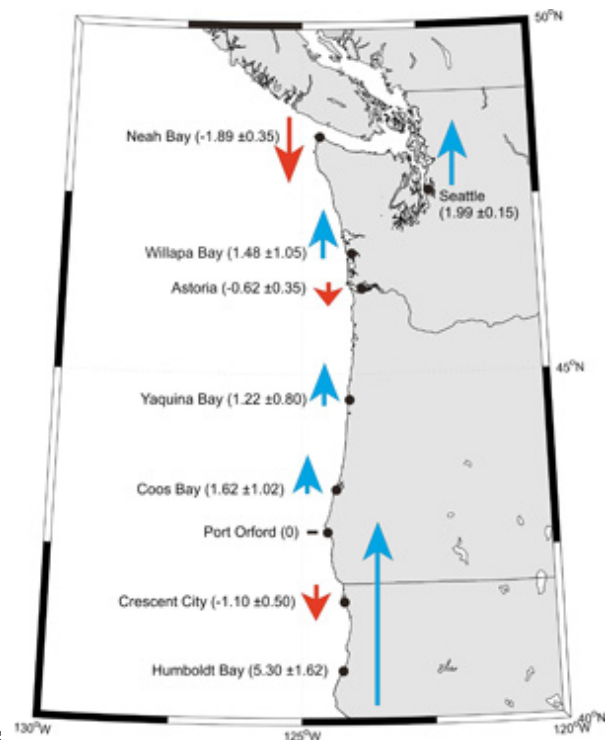 50°N
Neah Bay (-1.89 ±0.35)
Seattle
(1.99 ±0.15)
Willapa Bay (1.48 ±1.05)
Astoria (-0.62 ±0.35)
45°N
Yaquina Bay (1.22 ±0.80)
Coos Bay (1.62 ±1.02)
Port Orford (0)
Crescent City (-1.10 ±0.50)
Humboldt Bay (5.30 ±1.62)
40°N
130°W
125°W
120°W